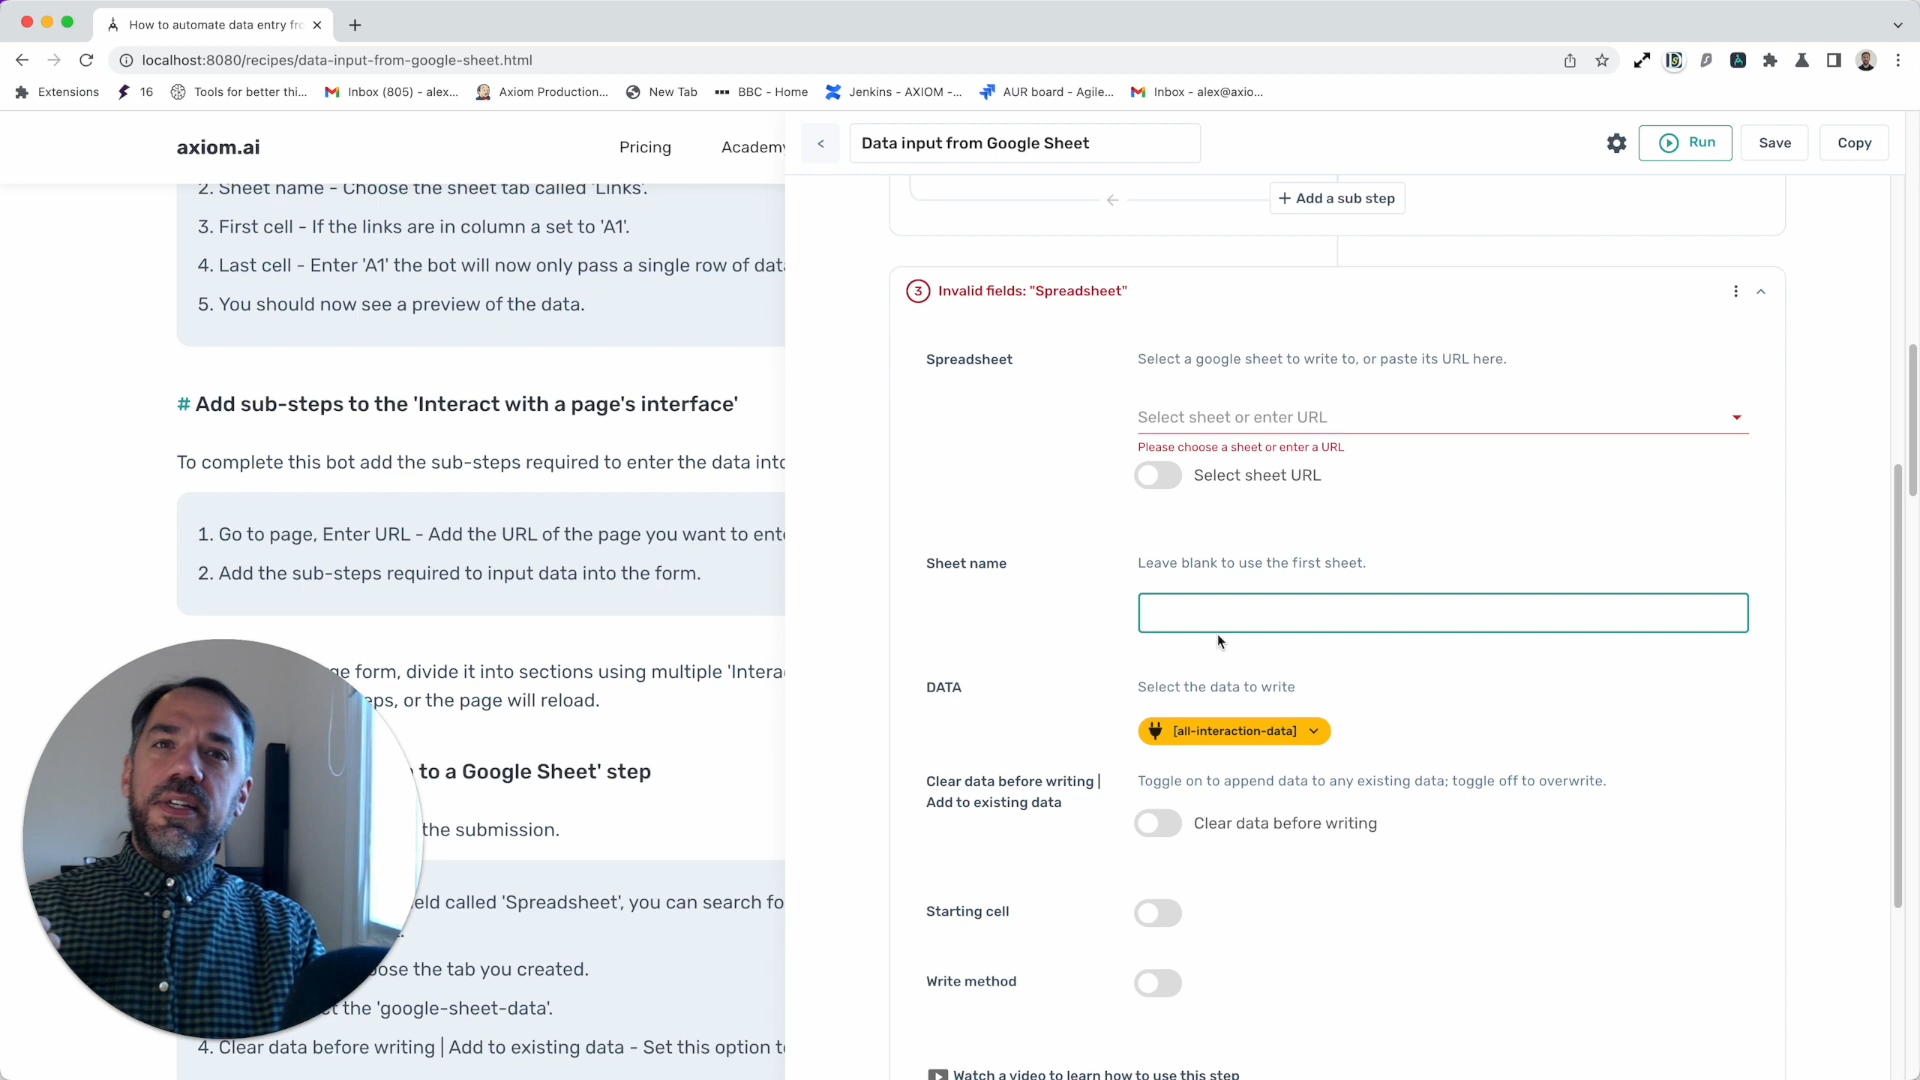 How to automate data entry fro
localhost:8080/recipes/data-input-from-google-sheet.html
Extensions
16
Tools for better thi...
Inbox (805) - alex...
Axiom Production...
New Tab
BBC - Home
Jenkins - AXIOM -...
AUR board - Agile...
Inbox - alex@axio...
axiom.ai
Pricing
Academy
2. Sheet name - Choose the sheet tab called 'Links'.
3. First cell - If the links are in column a set to 'A1'.
4. Last cell - Enter 'A1' the bot will now only pass a single row of dat
5. You should now see a preview of the data.
# Add sub-steps to the 'Interact with a page's interface'
To complete this bot add the sub-steps required to enter the data into
1. Go to page, Enter URL - Add the URL of the page you want to ent
2. Add the sub-steps required to input data into the form.
ge form, divide it into sections using multiple 'Intera
eps, or the page will reload.
to a Google Sheet' step
the submission.
eld called 'Spreadsheet', you can search fo
ose the tab you created.
t the 'google-sheet-data'.
4. Clear data before writing | Add to existing data - Set this option t
<
Data input from Google Sheet
Run
Save
Copy
+ Add a sub step
3 Invalid fields: "Spreadsheet"
Spreadsheet
Select a google sheet to write to, or paste its URL here.
Select sheet or enter URL
Please choose a sheet or enter a URL
Select sheet URL
Sheet name
Leave blank to use the first sheet.
DATA
Select the data to write
[all-interaction-data]
Clear data before writing |
Add to existing data
Toggle on to append data to any existing data; toggle off to overwrite.
Clear data before writing
Starting cell
Write method
Watch a video to learn how to use this step